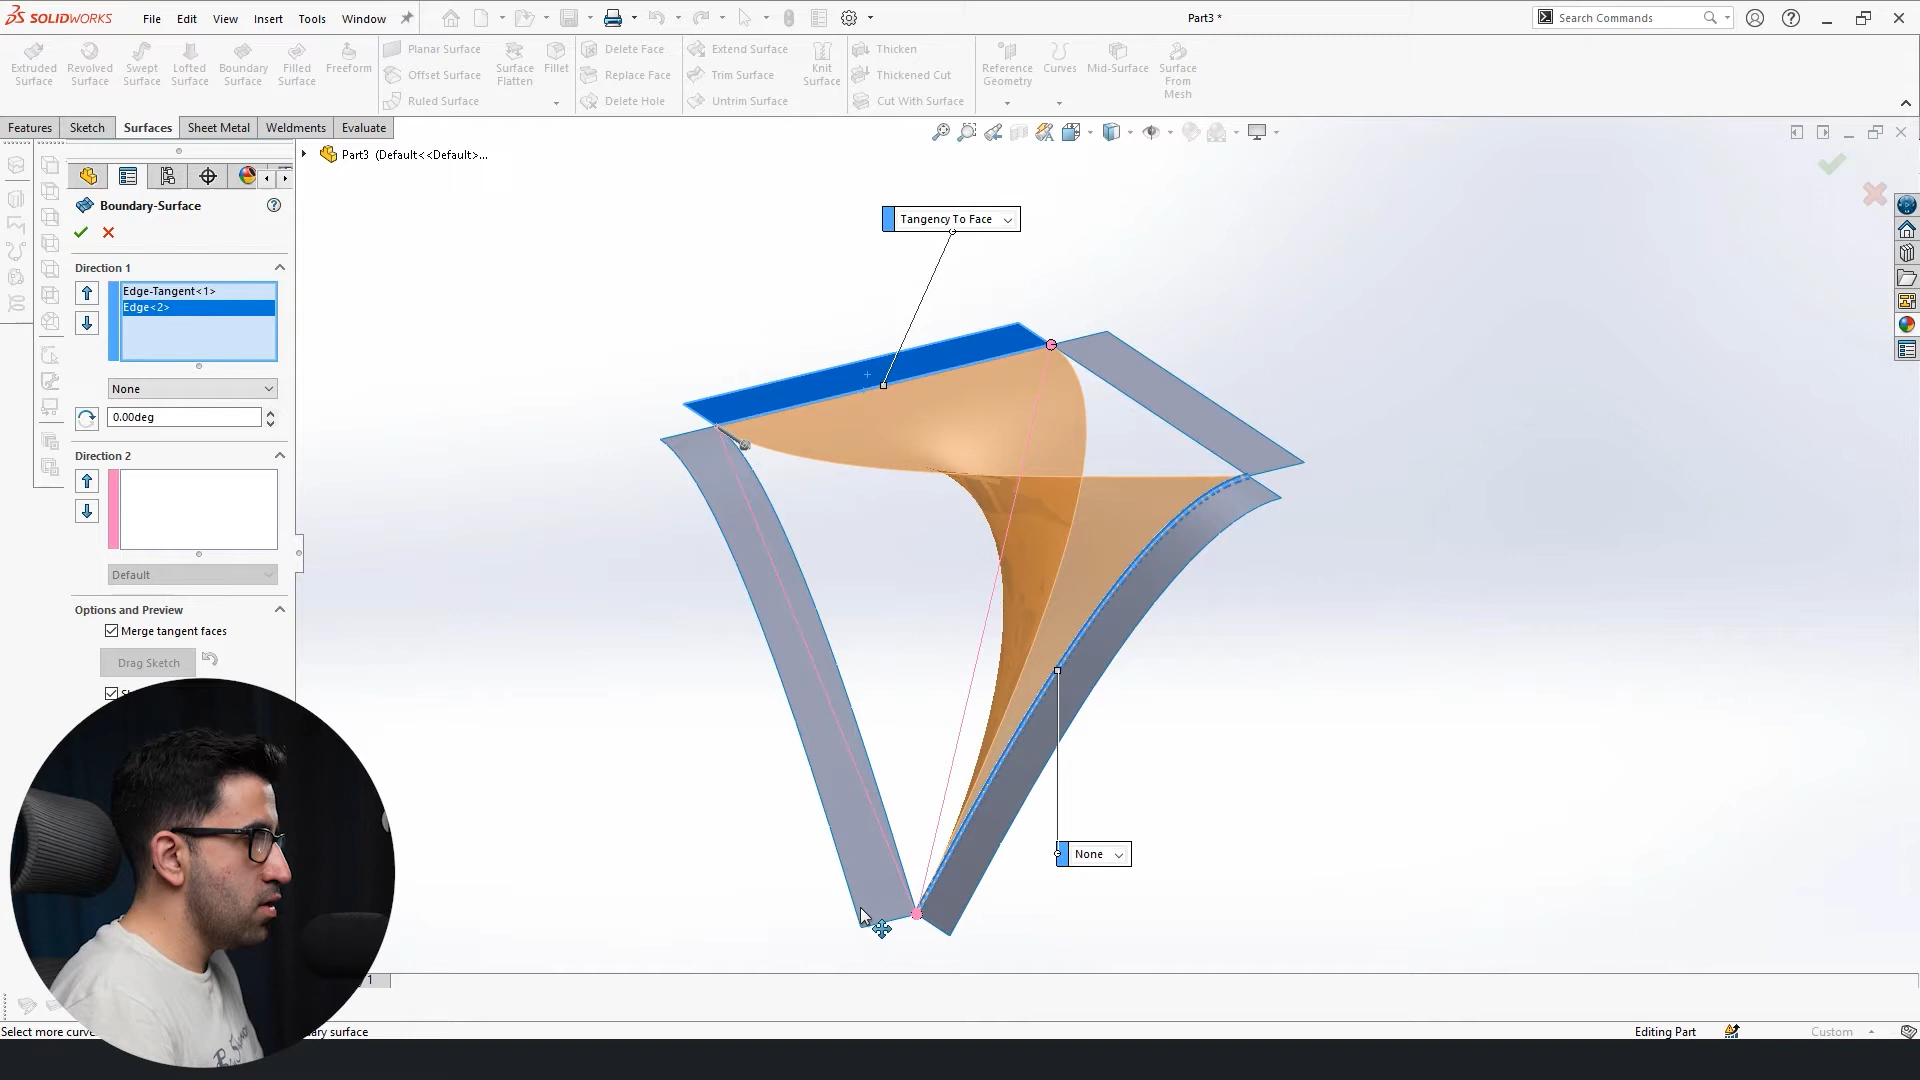 SOLIDWORKS
File Edit View Insert Tools Window
Part3 *
Search Commands
Extruded Surface
Revolved Surface
Swept Surface
Lofted Surface
Boundary Surface
Filled Surface
Freeform
Planar Surface
Offset Surface
Ruled Surface
Surface Flatten
Fillet
Delete Face
Replace Face
Delete Hole
Extend Surface
Trim Surface
Untrim Surface
Knit Surface
Thicken
Thickened Cut
Cut With Surface
Reference Geometry
Curves
Mid-Surface
Surface From Mesh
Features Sketch Surfaces Sheet Metal Weldments Evaluate
Part3 (Default<<Default>...
Boundary-Surface
Direction 1
Edge-Tangent<1>
Edge<2>
None
0.00deg
Direction 2
Default
Options and Preview
Merge tangent faces
Drag Sketch
Tangency To Face
None
1
Select more curve
ary surface
Editing Part
Custom